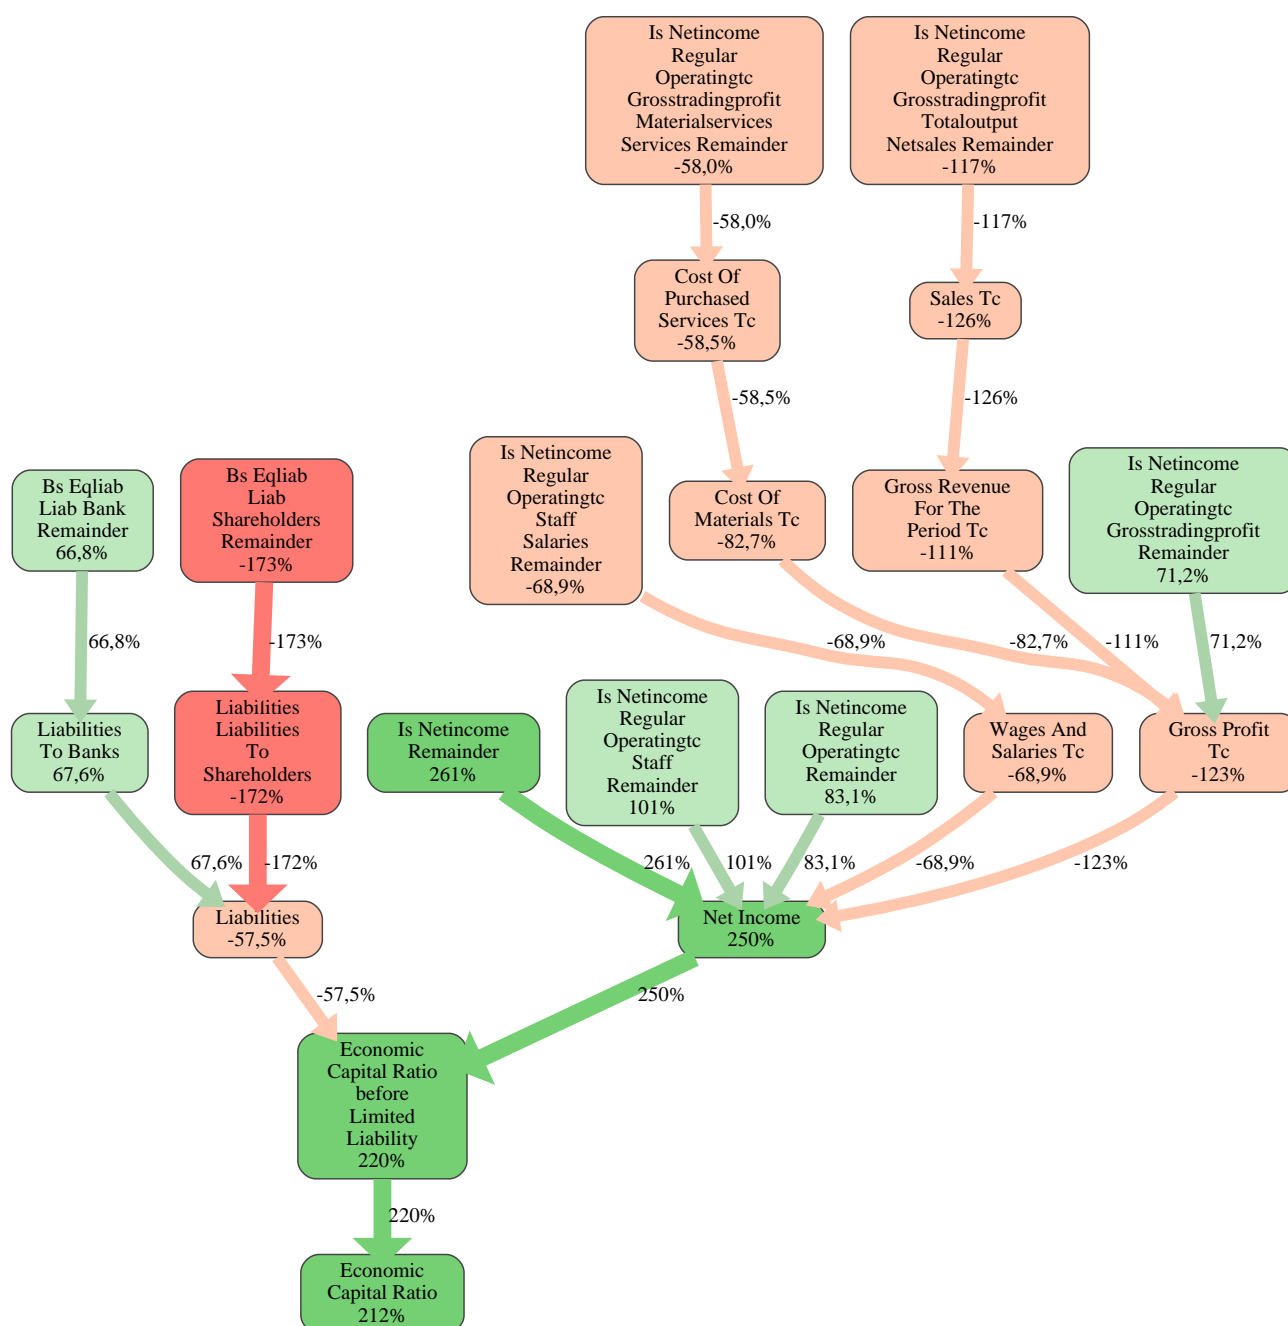 Is Netincome
Regular
Operatingtc
Grosstradingprofit
Materialservices
Services Remainder
-58,0%
Is Netincome
Regular
Operatingtc
Grosstradingprofit
Totaloutput
Netsales Remainder
-117%
-58,0%
-117%
Cost Of
Purchased
Services Tc
-58,5%
Sales Tc
-126%
-58,5%
-126%
Is Netincome
Regular
Operatingtc
Staff
Salaries
Remainder
-68,9%
Bs Eqliab
Liab Bank
Remainder
66,8%
Bs Eqliab
Liab
Shareholders
Remainder
-173%
Cost Of
Materials Tc
-82,7%
Gross Revenue
For The
Period Tc
-111%
Is Netincome
Regular
Operatingtc
Grosstradingprofit
Remainder
71,2%
66,8%
-173%
-68,9%
-82,7%
-111%
71,2%
Liabilities
To Banks
67,6%
Liabilities
Liabilities
To
Shareholders
-172%
Is Netincome
Remainder
261%
Is Netincome
Regular
Operatingtc
Staff
Remainder
101%
Is Netincome
Regular
Operatingtc
Remainder
83,1%
Wages And
Salaries Tc
-68,9%
Gross Profit
Tc
-123%
67,6%
-172%
261%
101%
83,1%
-68,9%
-123%
Liabilities
-57,5%
Net Income
250%
-57,5%
250%
Economic
Capital Ratio
before
Limited
Liability
220%
220%
Economic
Capital Ratio
212%